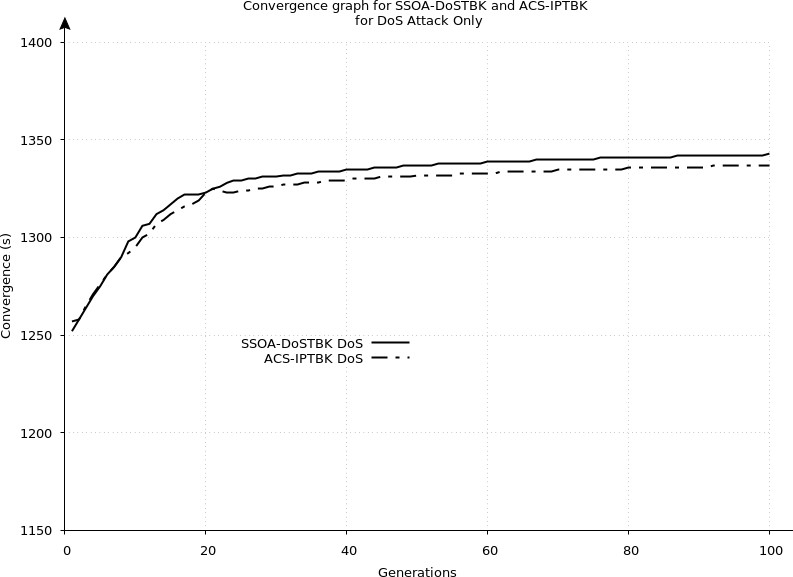 Convergence graph for SSOA-DoSTBK and ACS-IPTBK
for DoS Attack Only
1400
1350
1300
1250
1200
1150
Convergence (s)
SSOA-DoSTBK DoS
ACS-IPTBK DoS
0 20 40 60 80 100
Generations